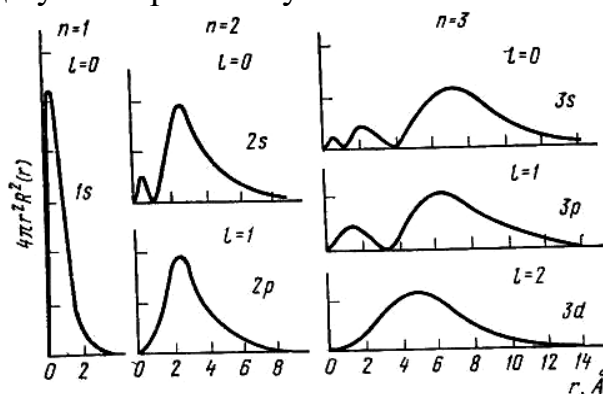 n=1
l=0
1s
4πr²R²(r)
0 2
n=2
l=0
2s
l=1
2p
0 2 4 6 8
n=3
l=0
3s
l=1
3p
l=2
3d
0 2 4 6 8 10 12 14
r, Å